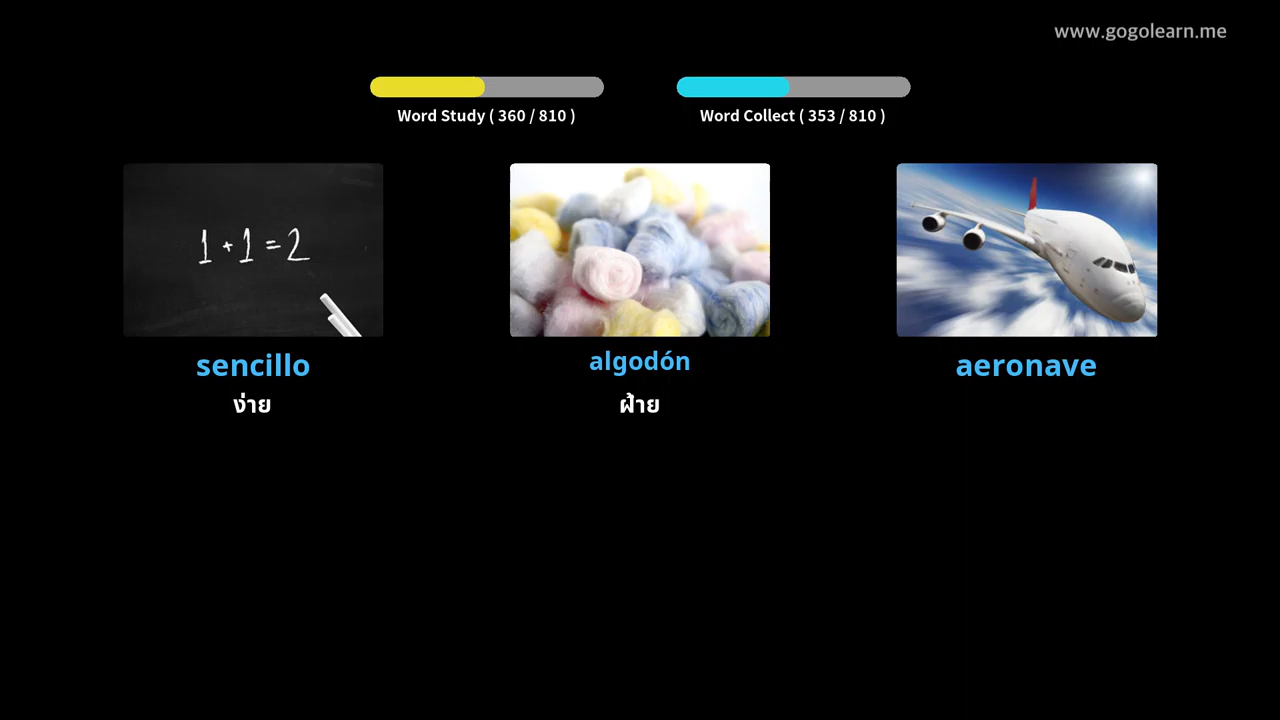 www.gogolearn.me
Word Study ( 360 / 810 )
Word Collect ( 353 / 810 )
1 + 1 = 2
sencillo
ง่าย
algodón
ฝ้าย
aeronave